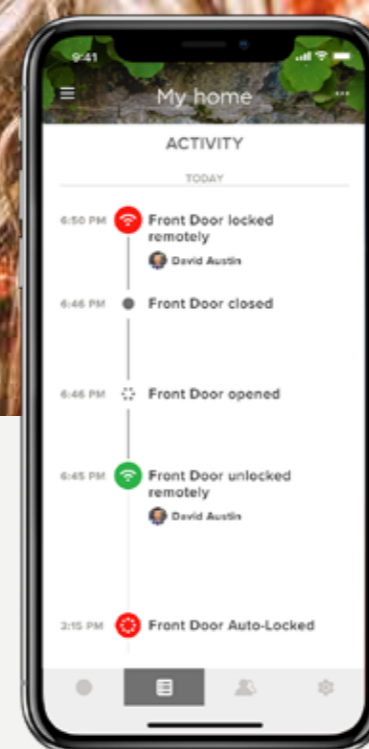 9:41
My home
ACTIVITY
TODAY
6:50 PM Front Door locked
remotely
David Austin
6:46 PM Front Door closed
6:46 PM Front Door opened
6:45 PM Front Door unlocked
remotely
David Austin
3:15 PM Front Door Auto-Locked